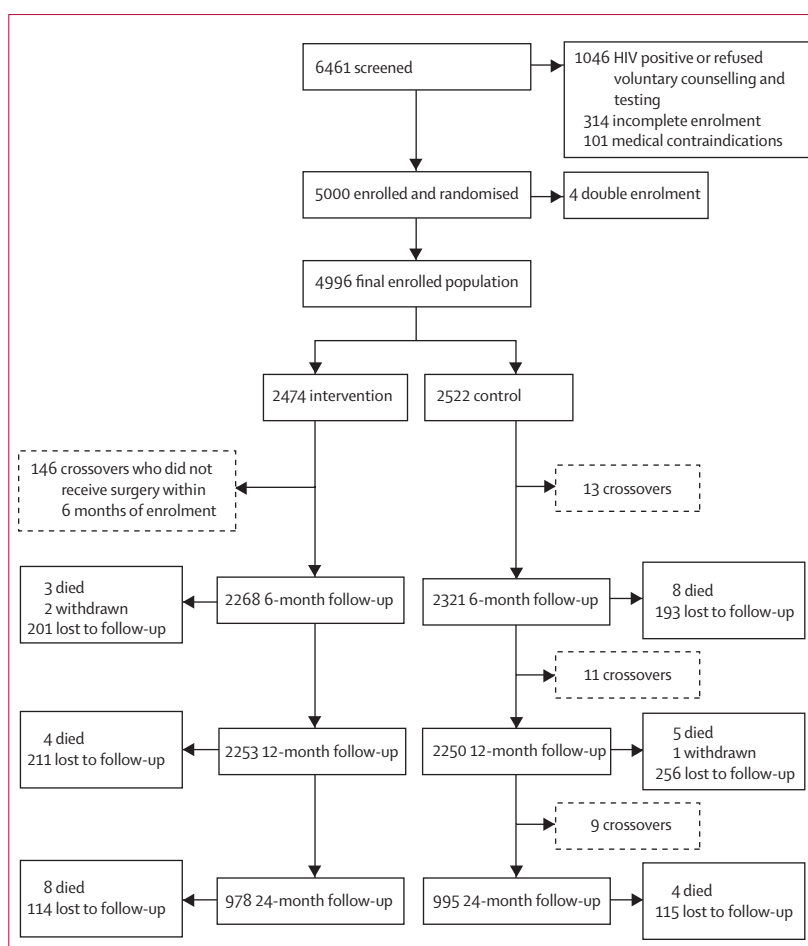 6461 screened
1046 HIV positive or refused
voluntary counselling and
testing
314 incomplete enrolment
101 medical contraindications
5000 enrolled and randomised
4 double enrolment
4996 final enrolled population
2474 intervention
2522 control
146 crossovers who did not
receive surgery within
6 months of enrolment
13 crossovers
3 died
2 withdrawn
201 lost to follow-up
2268 6-month follow-up
2321 6-month follow-up
8 died
193 lost to follow-up
11 crossovers
4 died
211 lost to follow-up
2253 12-month follow-up
2250 12-month follow-up
5 died
1 withdrawn
256 lost to follow-up
9 crossovers
8 died
114 lost to follow-up
978 24-month follow-up
995 24-month follow-up
4 died
115 lost to follow-up